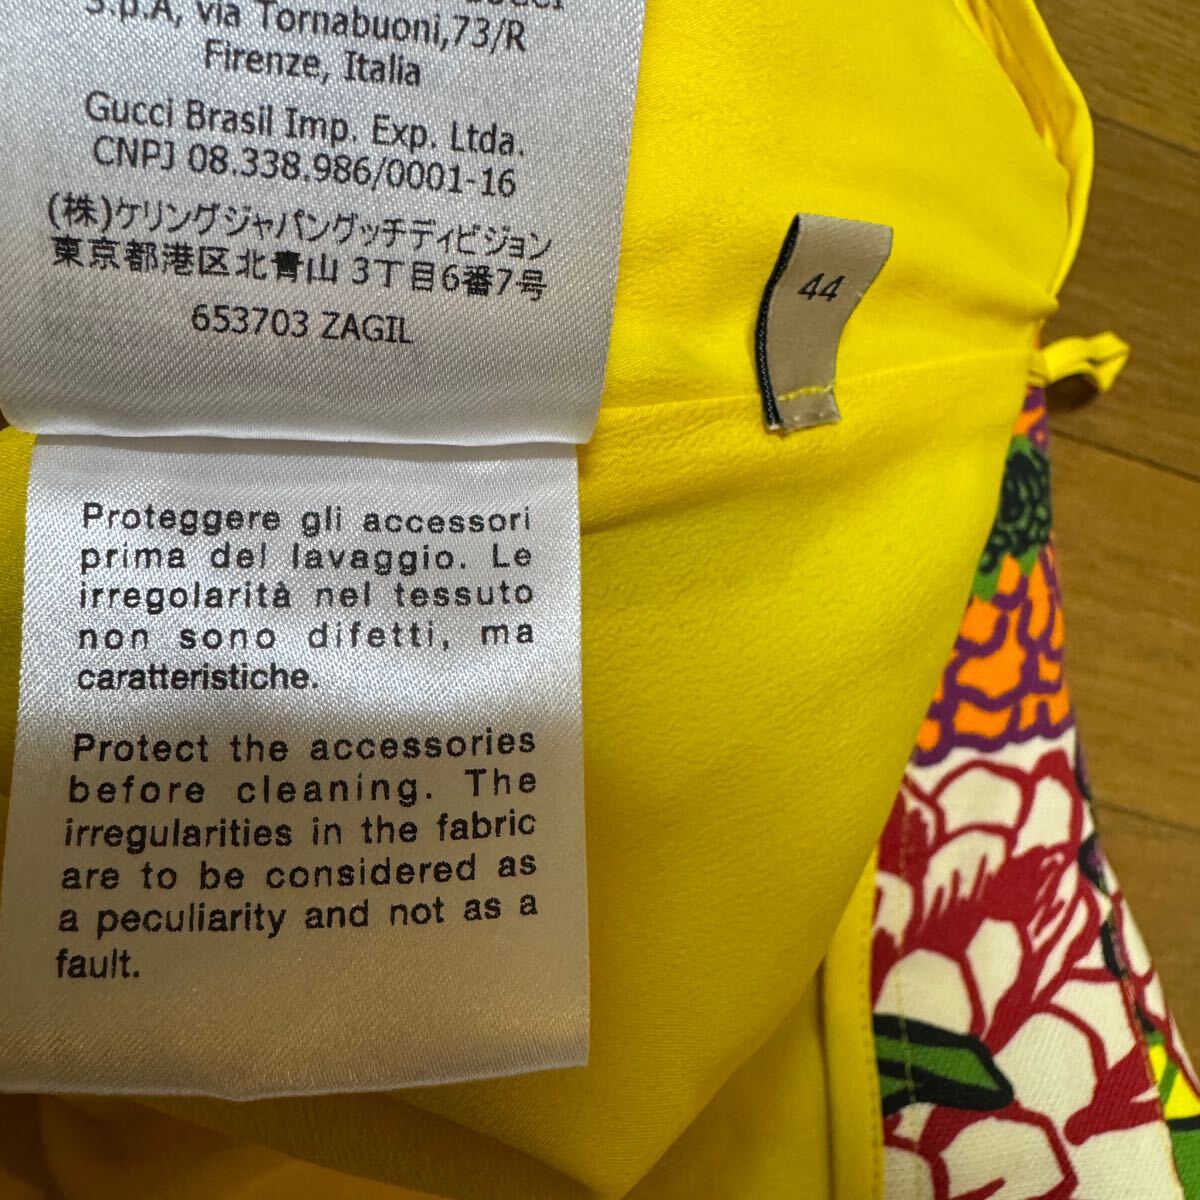 S.p.A, via Tornabuoni,73/R
Firenze, Italia
Gucci Brasil Imp. Exp. Ltda.
CNPJ 08.338.986/0001-16
(株)ケリングジャパングッチディビジョン
東京都港区北青山 3丁目6番7号
653703 ZAGIL
44
Proteggere gli accessori
prima del lavaggio. Le
irregolarità nel tessuto
non sono difetti, ma
caratteristiche.
Protect the accessories
before cleaning. The
irregularities in the fabric
are to be considered as
a peculiarity and not as a
fault.